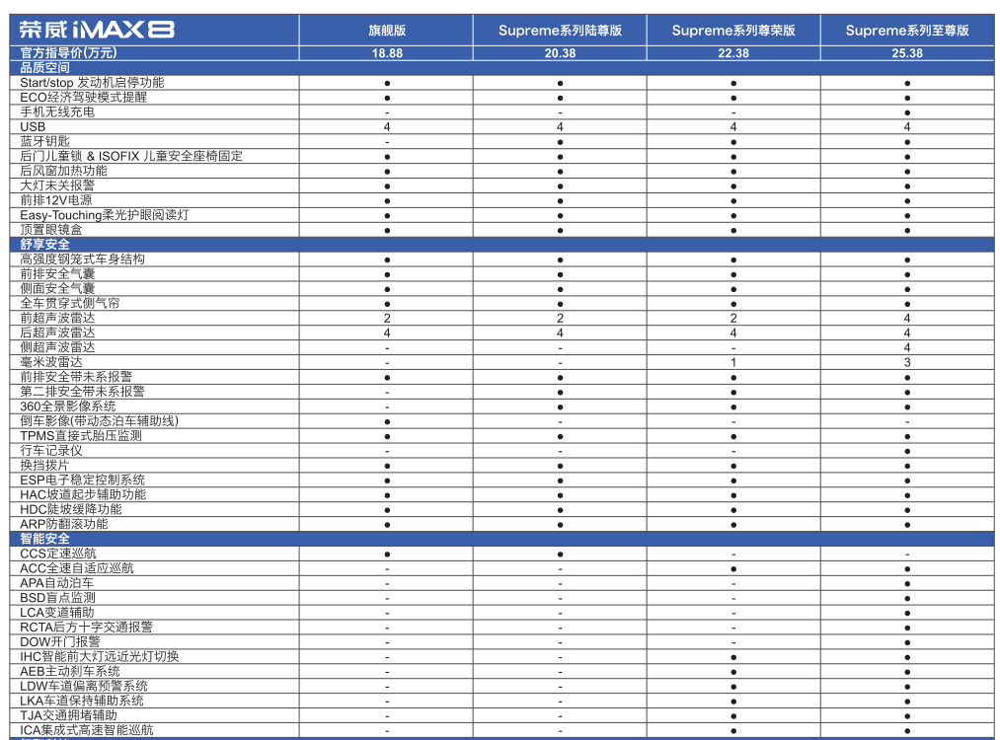 荣威iMAX8 旗舰版 Supreme系列陆尊版 Supreme系列尊荣版 Supreme系列至尊版
官方指导价(万元) 18.88 20.38 22.38 25.38
品质空间
Start/stop 发动机启停功能 ● ● ● ●
ECO经济驾驶模式提醒 ● ● ● ●
手机无线充电 - - - ●
USB 4 4 4 4
蓝牙钥匙 - ● ● ●
后门儿童锁 & ISOFIX 儿童安全座椅固定 ● ● ● ●
后风窗加热功能 ● ● ● ●
大灯未关报警 ● ● ● ●
前排12V电源 ● ● ● ●
Easy-Touching柔光护眼阅读灯 ● ● ● ●
顶置眼镜盒 ● ● ● ●
舒享安全
高强度钢笼式车身结构 ● ● ● ●
前排安全气囊 ● ● ● ●
侧面安全气囊 ● ● ● ●
全车贯穿式侧气帘 ● ● ● ●
前超声波雷达 2 2 2 4
后超声波雷达 4 4 4 4
侧超声波雷达 - - - 4
毫米波雷达 - - 1 3
前排安全带未系报警 ● ● ● ●
第二排安全带未系报警 - ● ● ●
360全景影像系统 - ● ● ●
倒车影像(带动态泊车辅助线) ● - - -
TPMS直接式胎压监测 ● ● ● ●
行车记录仪 - - - ●
换挡拨片 ● ● ● ●
ESP电子稳定控制系统 ● ● ● ●
HAC坡道起步辅助功能 ● ● ● ●
HDC陡坡缓降功能 ● ● ● ●
ARP防翻滚功能 ● ● ● ●
智能安全
CCS定速巡航 ● ● - -
ACC全速自适应巡航 - - ● ●
APA自动泊车 - - - ●
BSD盲点监测 - - - ●
LCA变道辅助 - - - ●
RCTA后方十字交通报警 - - - ●
DOW开门报警 - - - ●
IHC智能前大灯远近光灯切换 - - ● ●
AEB主动刹车系统 - - ● ●
LDW车道偏离预警系统 - - ● ●
LKA车道保持辅助系统 - - ● ●
TJA交通拥堵辅助 - - ● ●
ICA集成式高速智能巡航 - - ● ●